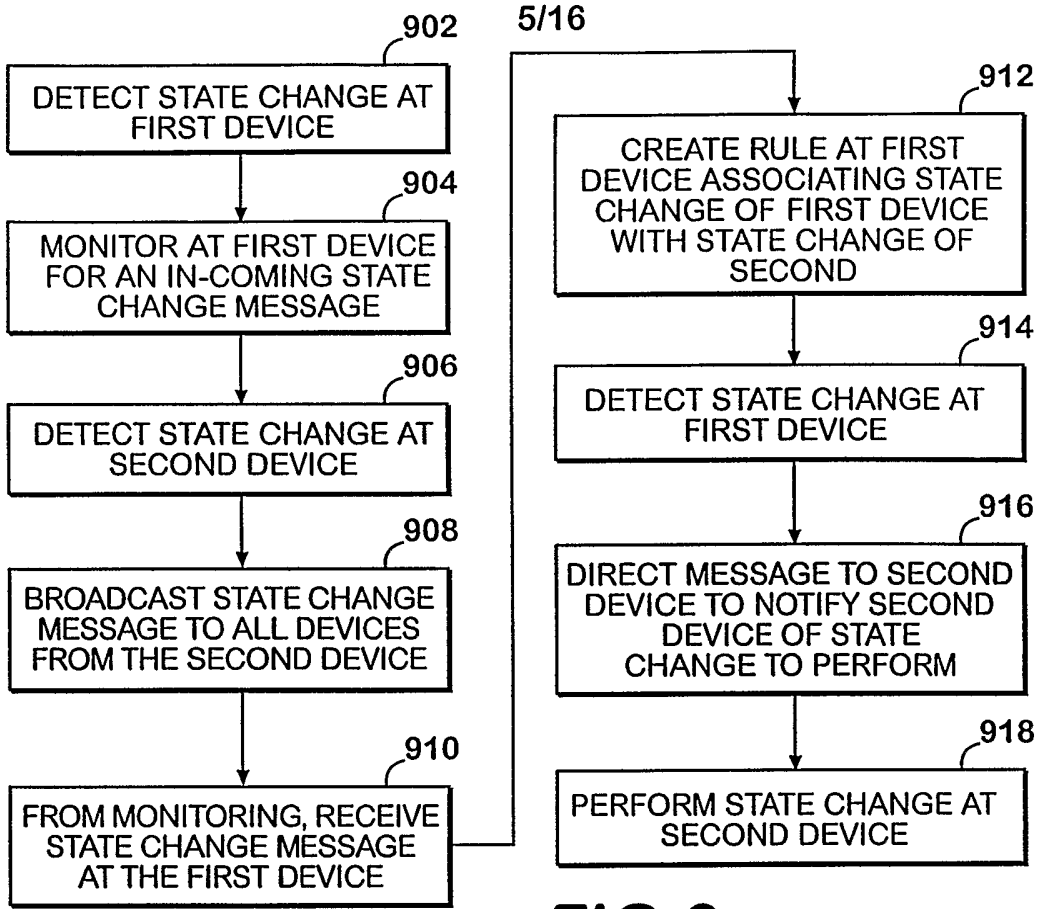 5/16
902
DETECT STATE CHANGE AT
FIRST DEVICE
904
MONITOR AT FIRST DEVICE
FOR AN IN-COMING STATE
CHANGE MESSAGE
906
DETECT STATE CHANGE AT
SECOND DEVICE
908
BROADCAST STATE CHANGE
MESSAGE TO ALL DEVICES
FROM THE SECOND DEVICE
910
FROM MONITORING, RECEIVE
STATE CHANGE MESSAGE
AT THE FIRST DEVICE
912
CREATE RULE AT FIRST
DEVICE ASSOCIATING STATE
CHANGE OF FIRST DEVICE
WITH STATE CHANGE OF
SECOND
914
DETECT STATE CHANGE AT
FIRST DEVICE
916
DIRECT MESSAGE TO SECOND
DEVICE TO NOTIFY SECOND
DEVICE OF STATE
CHANGE TO PERFORM
918
PERFORM STATE CHANGE AT
SECOND DEVICE